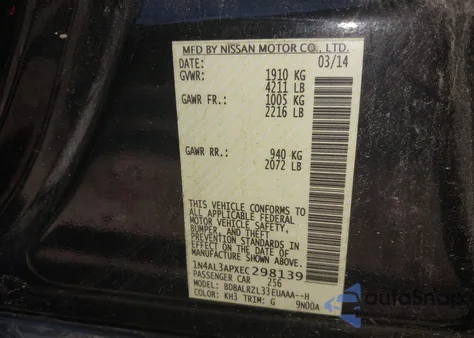 MFD BY NISSAN MOTOR CO., LTD.
DATE: 03/14
GVWR: 1910 KG
4211 LB
GAWR FR.: 1005 KG
2216 LB
GAWR RR.: 940 KG
2072 LB
THIS VEHICLE CONFORMS TO
ALL APPLICABLE FEDERAL
MOTOR VEHICLE SAFETY,
BUMPER, AND THEFT
PREVENTION STANDARDS IN
EFFECT ON THE DATE OF
MANUFACTURE SHOWN ABOVE.
1N4AL3APXEC298139
PASSENGER CAR 256
MODEL: BDBALRZL33EUAAA--H
COLOR: KH3 TRIM: G 9N00A
autoSnap